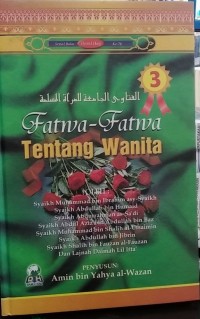 3
الفتاوى الجامعة للمرأة المسلمة
Fatwa-Fatwa
Tentang Wanita
Syaikh Muhammad bin Ibrahim asy-Syaikh
Syaikh Abdullah bin Humaid
Syaikh Abdurrahman as-Sa'di
Syaikh Abdul Aziz bin Abdullah bin Baz
Syaikh Muhammad bin Shalih al-Utsaimin
Syaikh Abdullah bin Jibrin
Syaikh Shalih bin Fauzan al-Fauzan
Dan Lajnah Da'imah Lil Ifta'
PENYUSUN:
Amin bin Yahya al-Wazan